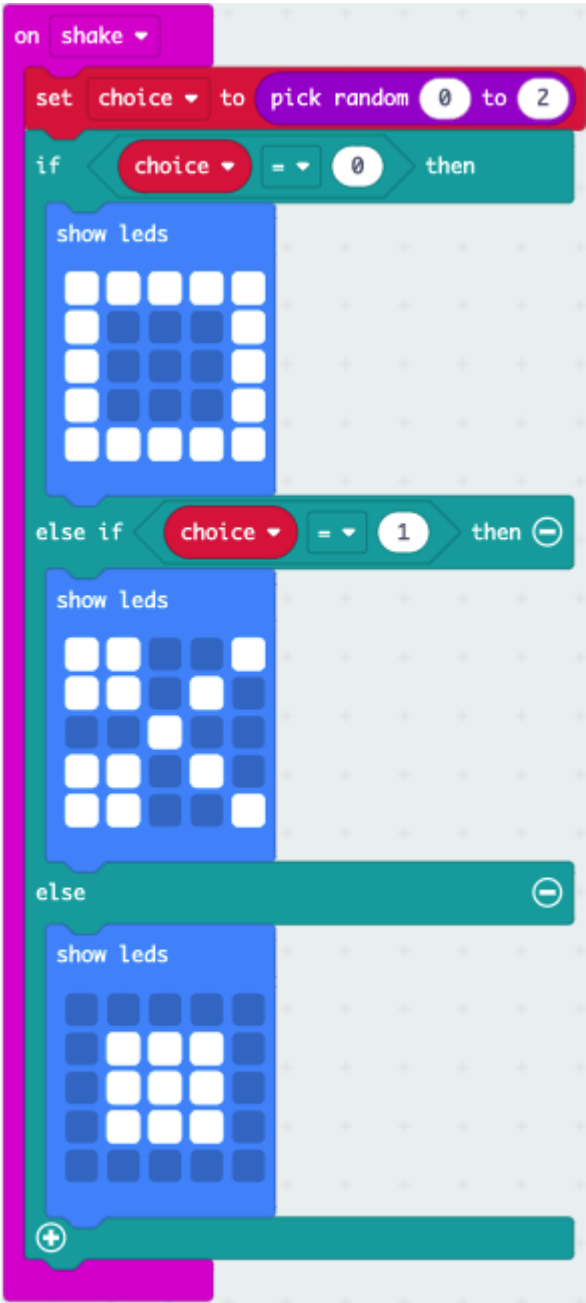 on shake
set choice to pick random 0 to 2
if choice = 0 then
show leds
else if choice = 1 then
show leds
else
show leds